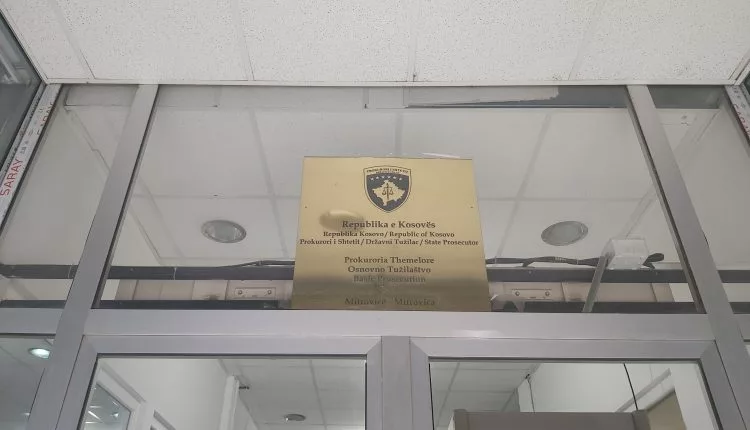 SARAY
Republika e Kosovës
Republika Kosovo / Republic of Kosovo
Prokurori i Shtetit / Državni Tužilac / State Prosecutor
Prokuroria Themelore
Osnovno Tužilaštvo
Basic Prosecution
Mitrovicë - Mitrovica